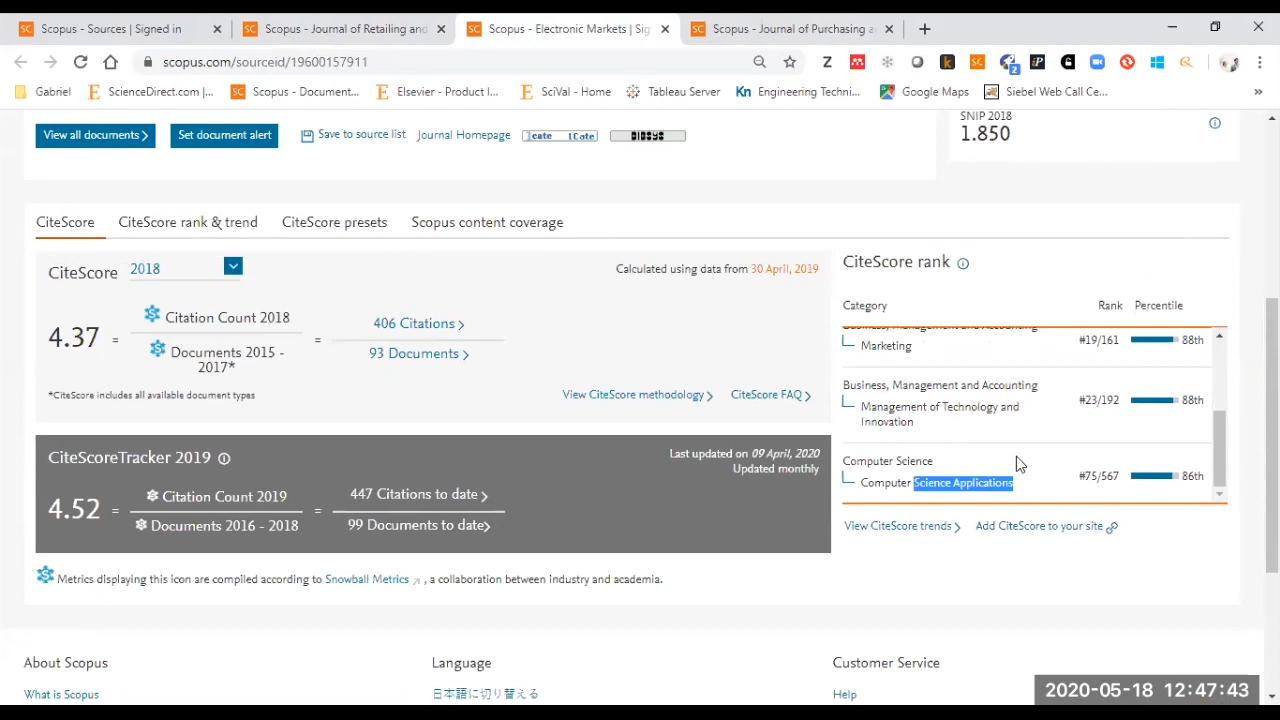 Scopus - Sources | Signed in
Scopus - Journal of Retailing and
Scopus - Electronic Markets | Sig
Scopus - Journal of Purchasing a
scopus.com/sourceid/19600157911
Gabriel
ScienceDirect.com |...
Scopus - Document...
Elsevier - Product I...
SciVal - Home
Tableau Server
Engineering Techni...
Google Maps
Siebel Web Call Ce...
View all documents
Set document alert
Save to source list
Journal Homepage
SNIP 2018
1.850
CiteScore
CiteScore rank & trend
CiteScore presets
Scopus content coverage
CiteScore 2018
Calculated using data from 30 April, 2019
4.37 = Citation Count 2018 = 406 Citations >
Documents 2015 - 2017*
93 Documents >
*CiteScore includes all available document types
View CiteScore methodology >
CiteScore FAQ >
CiteScoreTracker 2019
Last updated on 09 April, 2020
Updated monthly
4.52 = Citation Count 2019 = 447 Citations to date >
Documents 2016 - 2018
99 Documents to date >
Metrics displaying this icon are compiled according to Snowball Metrics , a collaboration between industry and academia.
CiteScore rank
Category Rank Percentile
Business, Management and Accounting
Marketing #19/161 88th
Business, Management and Accounting
Management of Technology and #23/192 88th
Innovation
Computer Science
Computer Science Applications #75/567 86th
View CiteScore trends >
Add CiteScore to your site
About Scopus
Language
Customer Service
What is Scopus
日本語に切り替える
Help
2020-05-18 12:47:43